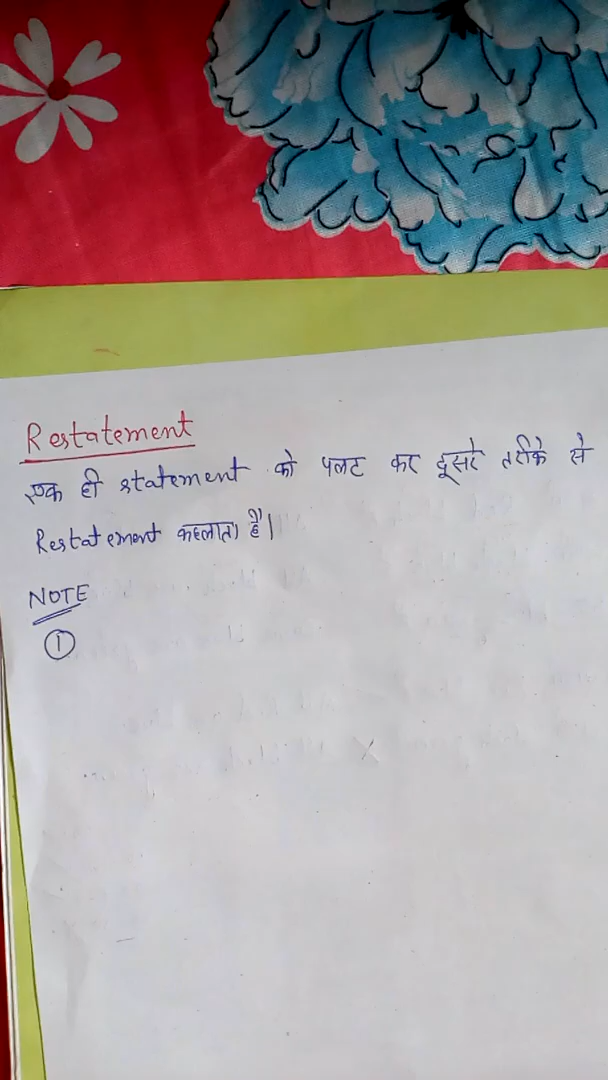 Restatement
एक ही statement को पलट कर दूसरे तरीके से
Restatement कहलाता है।
NOTE
①